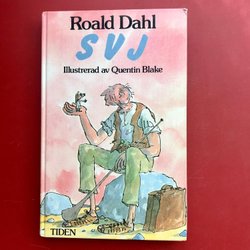 Roald Dahl
SVJ
Illustrerad av Quentin Blake
TIDEN